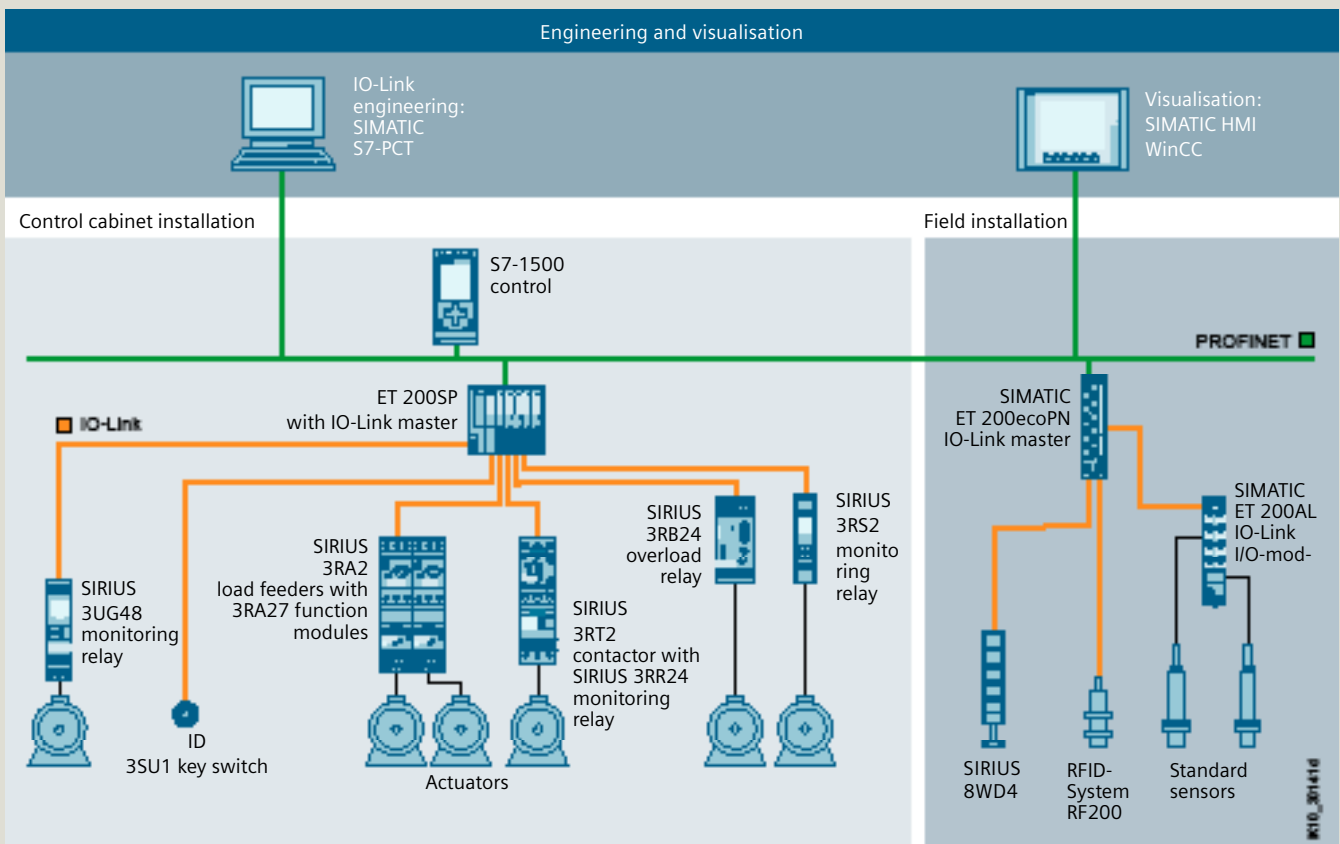 Engineering and visualisation
IO-Link
engineering:
SIMATIC
S7-PCT
Visualisation:
SIMATIC HMI
WinCC
Control cabinet installation
Field installation
S7-1500
control
PROFINET
ET 200SP
with IO-Link master
IO-Link
SIMATIC
ET 200ecoPN
IO-Link master
SIRIUS
3UG48
monitoring
relay
ID
3SU1 key switch
SIRIUS
3RA2
load feeders with
3RA27 function
modules
Actuators
SIRIUS
3RT2
contactor with
SIRIUS 3RR24
monitoring
relay
SIRIUS
3RB24
overload
relay
SIRIUS
3RS2
monito
ring
relay
SIMATIC
ET 200AL
IO-Link
I/O-mod-
SIRIUS
8WD4
RFID-
System
RF200
Standard
sensors
IK10_30141d